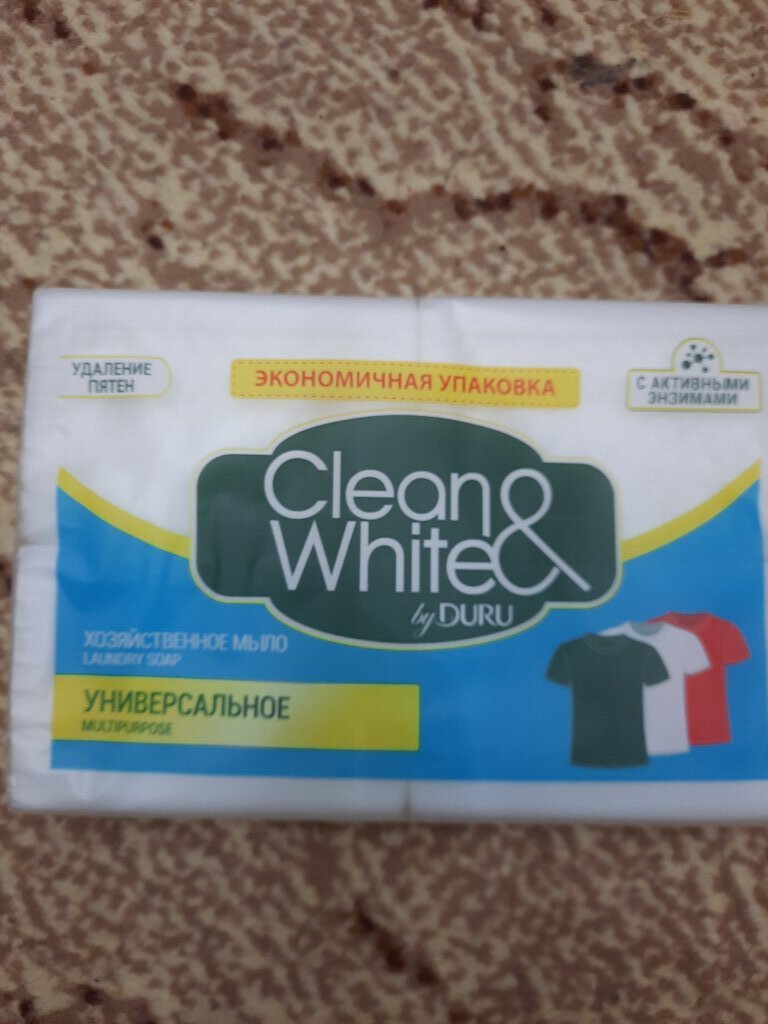 УДАЛЕНИЕ
ПЯТЕН
ЭКОНОМИЧНАЯ УПАКОВКА
С АКТИВНЫМИ
ЭНЗИМАМИ
Clean &
White
by DURU
ХОЗЯЙСТВЕННОЕ МЫЛО
LAUNDRY SOAP
УНИВЕРСАЛЬНОЕ
MULTIPURPOSE